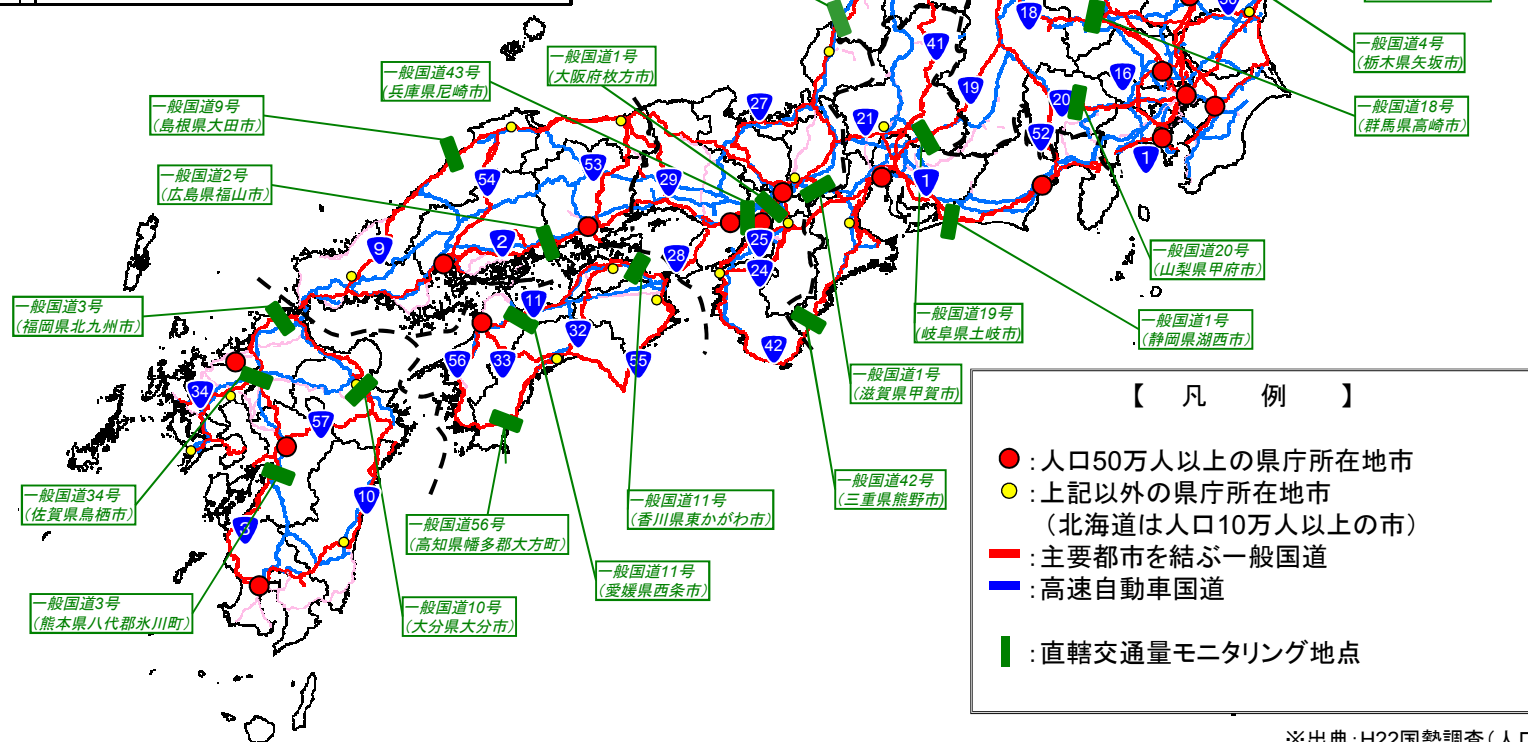 一般国道4号
（栃木県矢坂市）
一般国道18号
（群馬県高崎市）
一般国道1号
（大阪府枚方市）
一般国道43号
（兵庫県尼崎市）
一般国道9号
（島根県大田市）
一般国道2号
（広島県福山市）
一般国道20号
（山梨県甲府市）
一般国道3号
（福岡県北九州市）
一般国道19号
（岐阜県土岐市）
一般国道1号
（静岡県湖西市）
一般国道1号
（滋賀県甲賀市）
一般国道42号
（三重県熊野市）
一般国道34号
（佐賀県鳥栖市）
一般国道11号
（香川県東かがわ市）
一般国道56号
（高知県幡多郡大方町）
一般国道11号
（愛媛県西条市）
一般国道3号
（熊本県八代郡氷川町）
一般国道10号
（大分県大分市）
18
41
16
19
20
27
21
52
1
53
54
29
1
2
9
25
28
24
11
32
42
56
33
55
34
57
10
3
【　凡　例　】
：人口50万人以上の県庁所在地市
：上記以外の県庁所在地市
（北海道は人口10万人以上の市）
：主要都市を結ぶ一般国道
：高速自動車国道
：直轄交通量モニタリング地点
※出典：H22国勢調査（人口